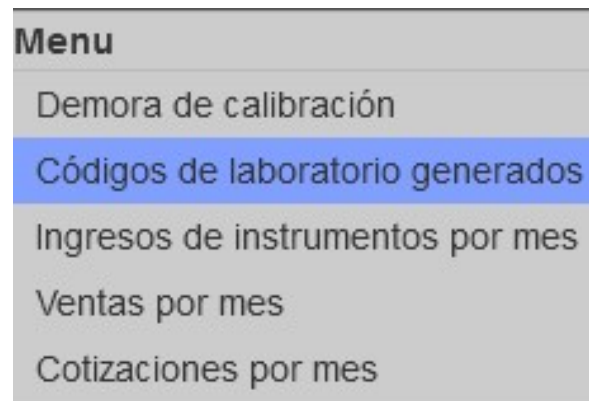 Menu
Demora de calibración
Códigos de laboratorio generados
Ingresos de instrumentos por mes
Ventas por mes
Cotizaciones por mes